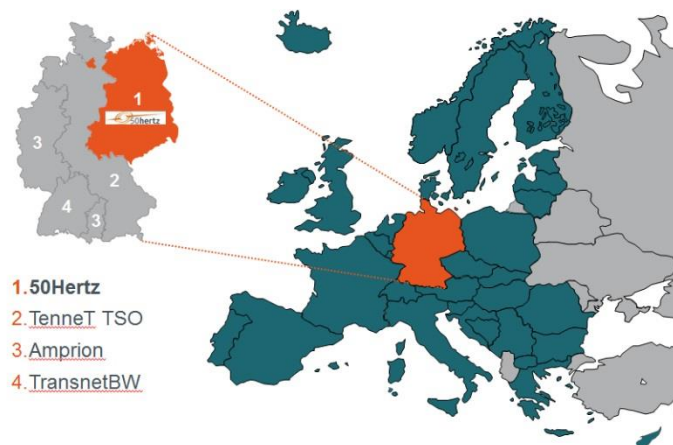 1
50hertz
3
2
4
3
1.50Hertz
2.TenneT TSO
3.Amprion
4.TransnetBW